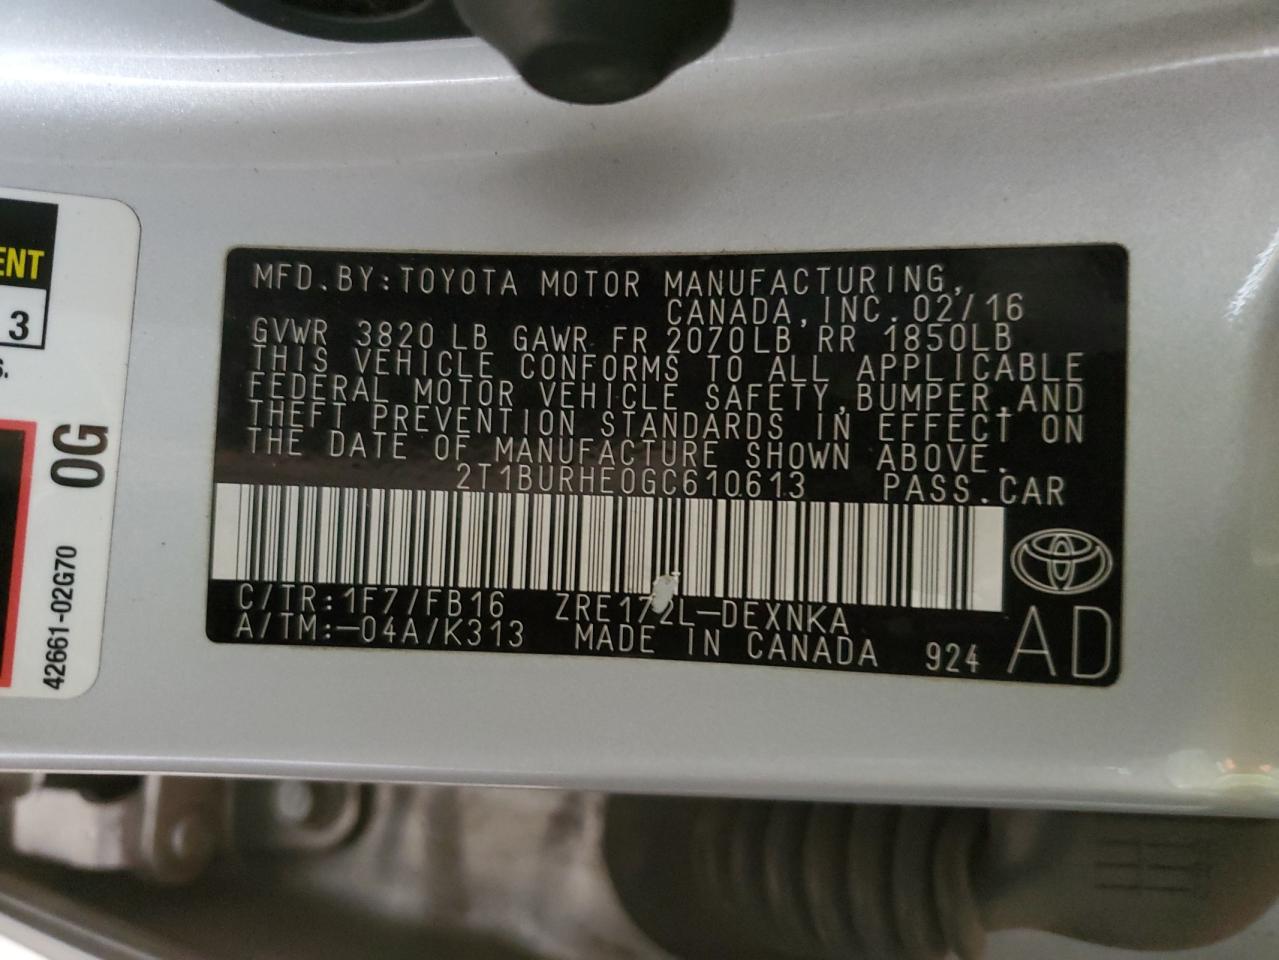 ENT
3
S.
0G
42661-02G70
MFD.BY:TOYOTA MOTOR MANUFACTURING,
CANADA,INC.02/16
GVWR 3820LB GAWR FR 2070LB RR 1850LB
THIS VEHICLE CONFORMS TO ALL APPLICABLE
FEDERAL MOTOR VEHICLE SAFETY,BUMPER,AND
THEFT PREVENTION STANDARDS IN EFFECT ON
THE DATE OF MANUFACTURE SHOWN ABOVE.
2T1BURHE0GC610613 PASS.CAR
C/TR:1F7/FB16 ZRE172L-DEXNKA
A/TM:-04A/K313 MADE IN CANADA 924 AD